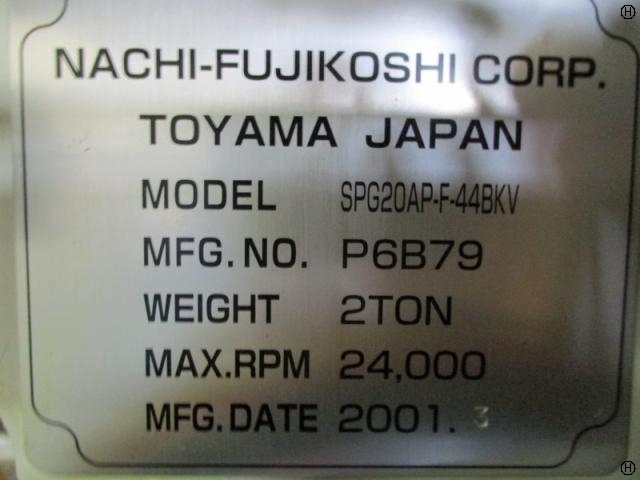 NACHI-FUJIKOSHI CORP.
TOYAMA JAPAN
MODEL SPG20AP-F-44BKV
MFG.NO. P6B79
WEIGHT 2TON
MAX.RPM 24,000
MFG.DATE 2001. 3
H
H